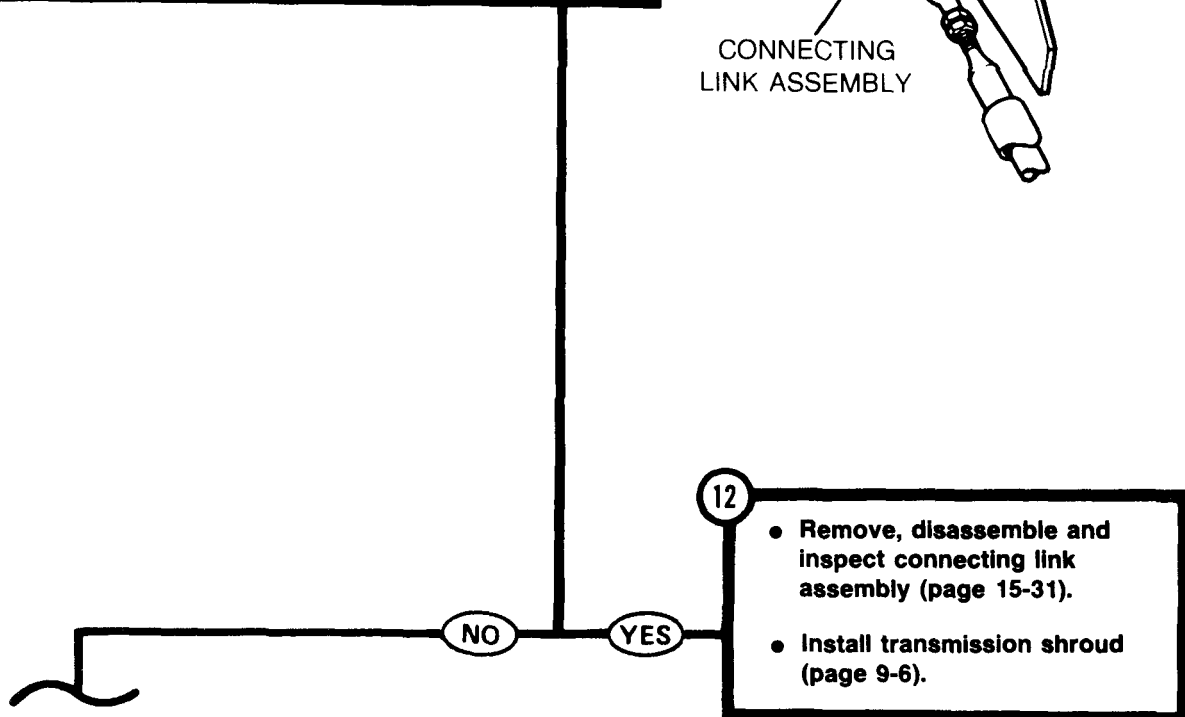 CONNECTING
LINK ASSEMBLY
12
● Remove, disassemble and
inspect connecting link
assembly (page 15-31).
NO
YES
● Install transmission shroud
(page 9-6).